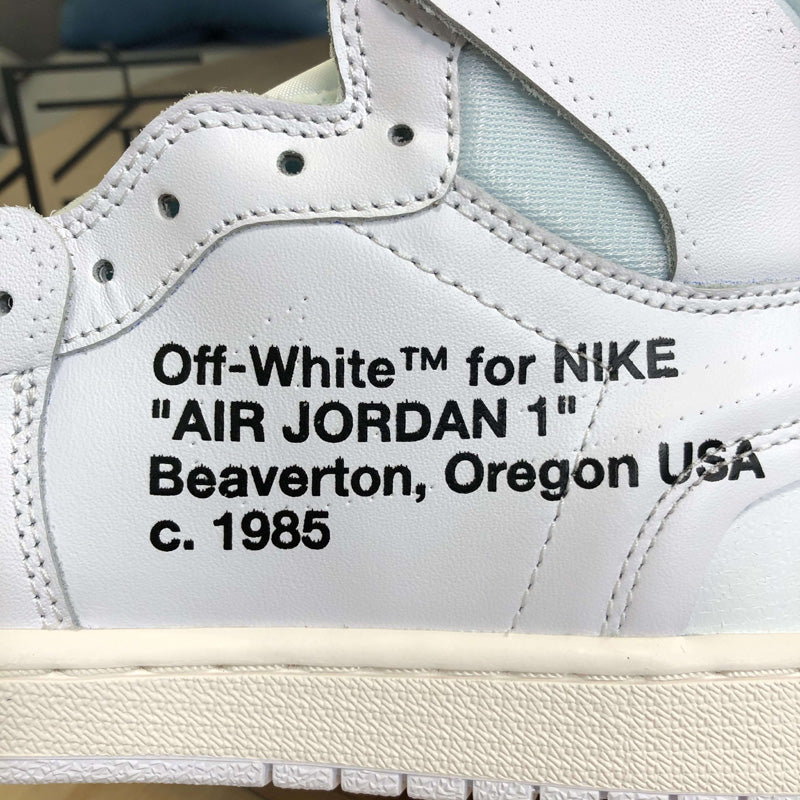 Off-White™ for NIKE
"AIR JORDAN 1"
Beaverton, Oregon USA
c. 1985